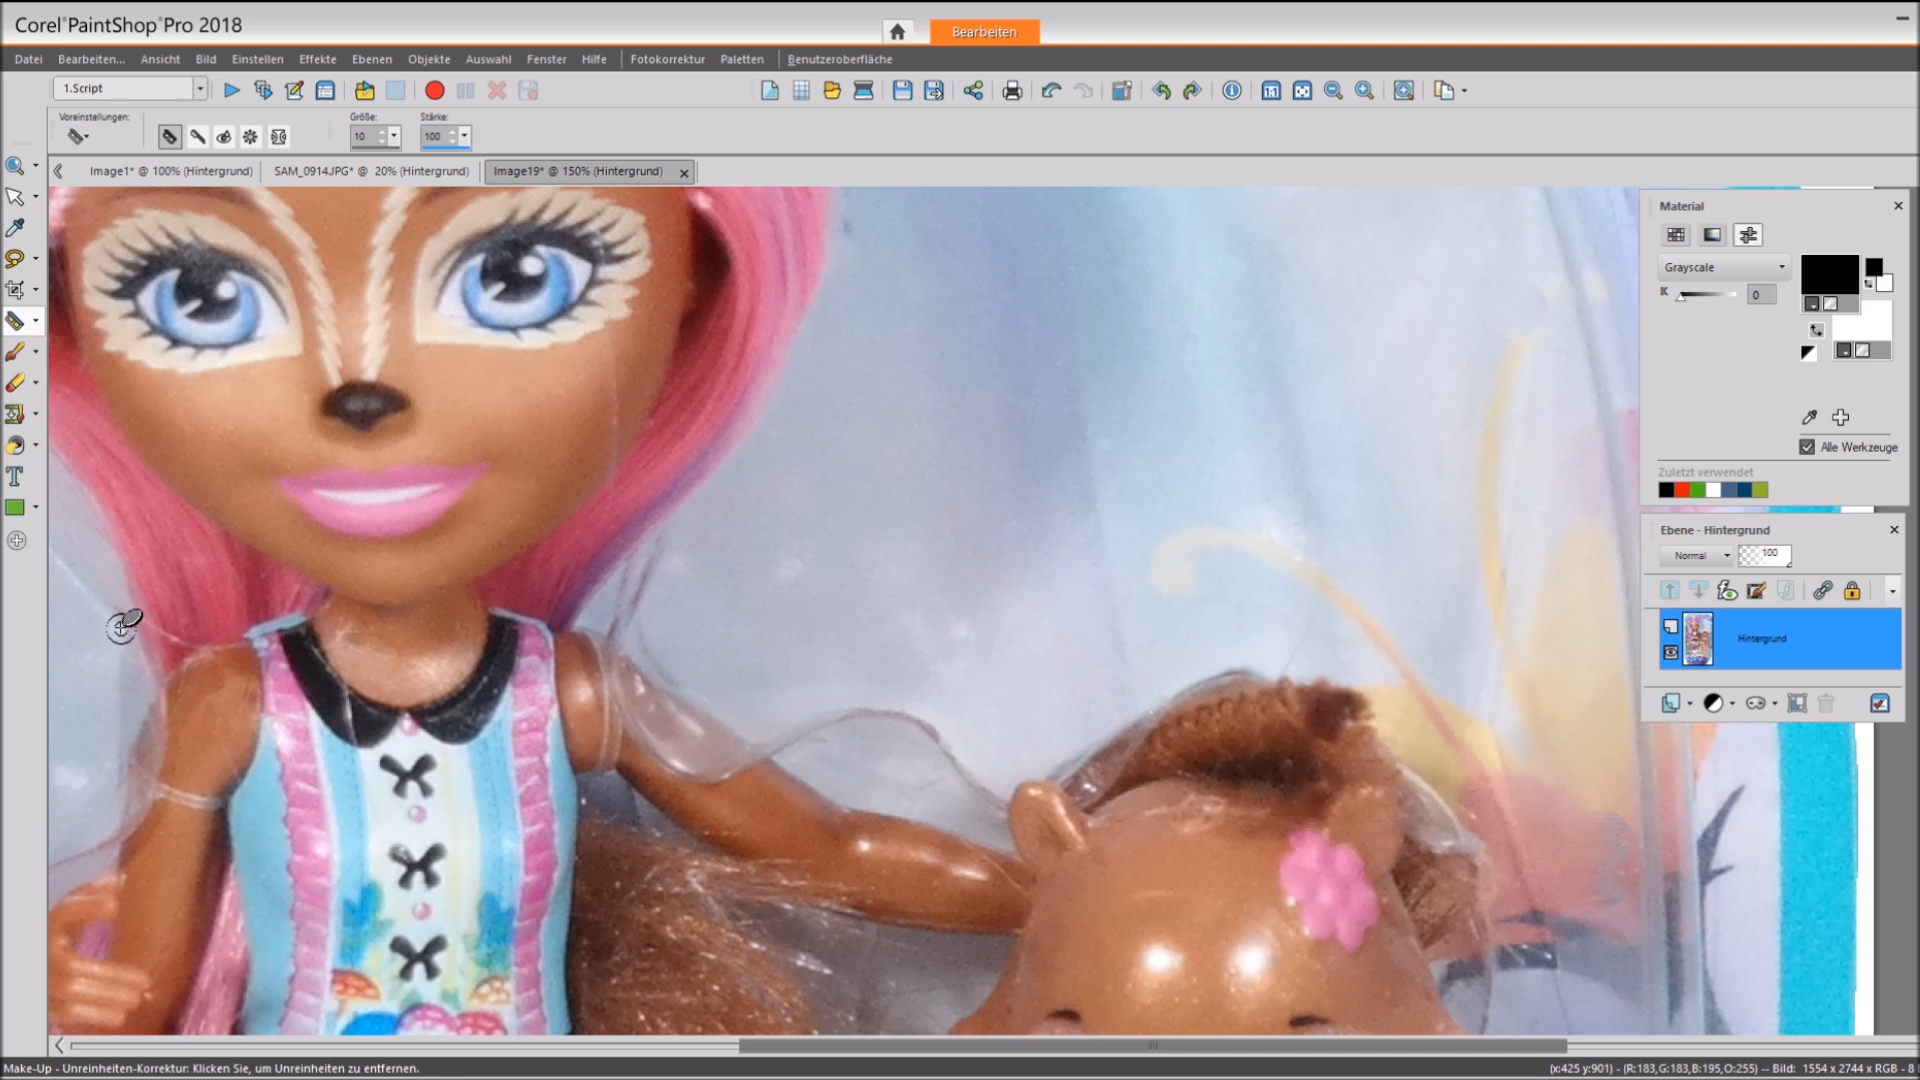 Corel®PaintShop®Pro 2018
Bearbeiten
Datei Bearbeiten... Ansicht Bild Einstellen Effekte Ebenen Objekte Auswahl Fenster Hilfe Fotokorrektur Paletten Benutzeroberfläche
1.Script
Voreinstellungen: Größe: Stärke:
10 100
Image1* @ 100% (Hintergrund) SAM_0914.JPG* @ 20% (Hintergrund) Image19* @ 150% (Hintergrund)
Material
Grayscale
K 0
Alle Werkzeuge
Zuletzt verwendet
Ebene - Hintergrund
Normal 100
Hintergrund
Make-Up - Unreinheiten-Korrektur: Klicken Sie, um Unreinheiten zu entfernen. (x:425 y:901) - (R:183,G:183,B:195,O:255) -- Bild: 1554 x 2744 x RGB - 8